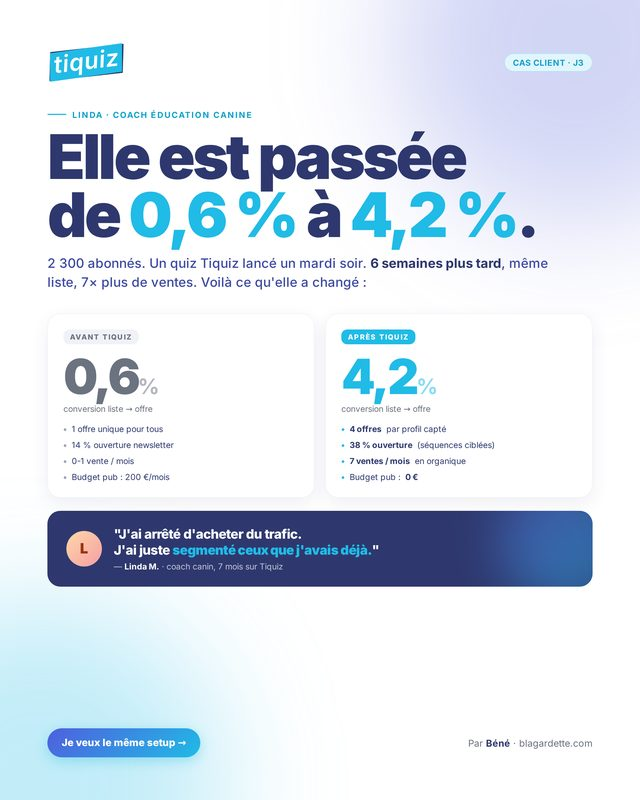 tiquiz
CAS CLIENT · J3
LINDA · COACH ÉDUCATION CANINE
Elle est passée
de 0,6 % à 4,2 %.
2 300 abonnés. Un quiz Tiquiz lancé un mardi soir. 6 semaines plus tard, même
liste, 7× plus de ventes. Voilà ce qu'elle a changé :
AVANT TIQUIZ
0,6%
conversion liste → offre
• 1 offre unique pour tous
• 14 % ouverture newsletter
• 0-1 vente / mois
• Budget pub : 200 €/mois
APRÈS TIQUIZ
4,2%
conversion liste → offre
• 4 offres par profil capté
• 38 % ouverture (séquences ciblées)
• 7 ventes / mois en organique
• Budget pub : 0 €
L
"J'ai arrêté d'acheter du trafic.
J'ai juste segmenté ceux que j'avais déjà."
— Linda M. · coach canin, 7 mois sur Tiquiz
Je veux le même setup →
Par Béné · blagardette.com